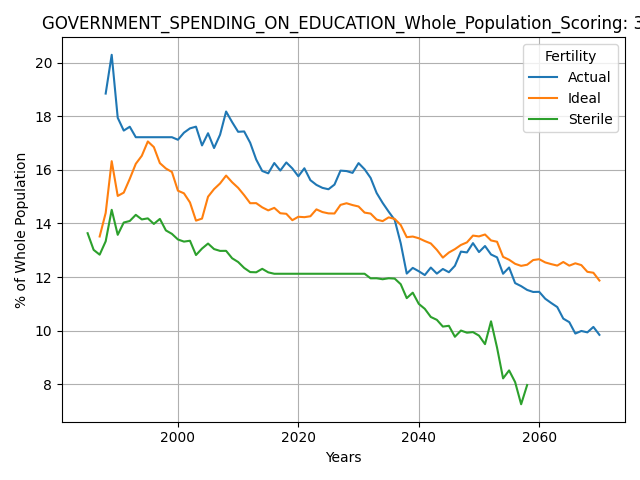 GOVERNMENT_SPENDING_ON_EDUCATION_Whole_Population_Scoring: 3
Fertility
Actual
Ideal
Sterile
% of Whole Population
20
18
16
14
12
10
8
2000 2020 2040 2060
Years